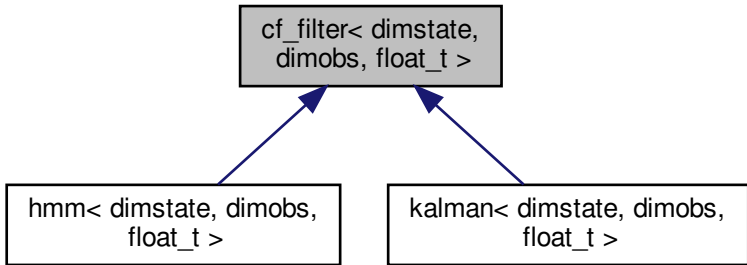 cf_filter< dimstate,
dimobs, float_t >
hmm< dimstate, dimobs,
float_t >
kalman< dimstate, dimobs,
float_t >